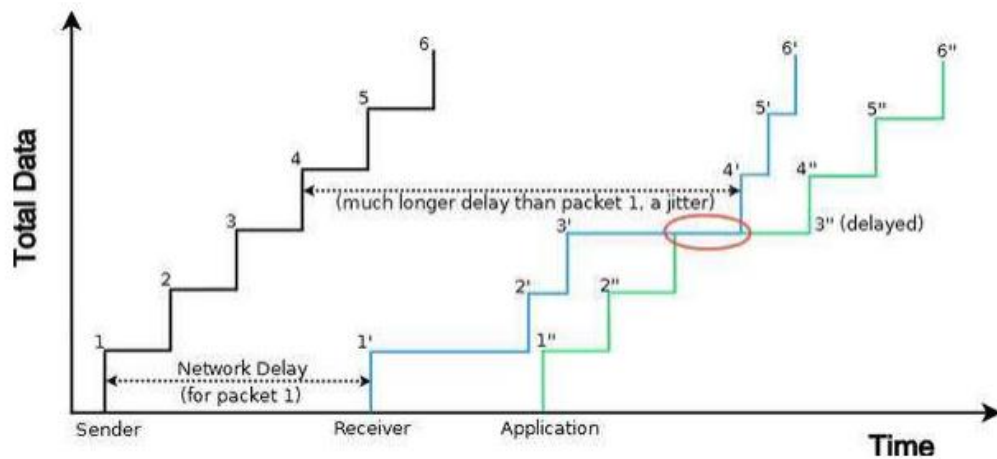 6
6'
6"
5
5'
5"
4
4'
4"
(much longer delay than packet 1, a jitter)
3
3'
3" (delayed)
2
2'
2"
1
1'
1"
Network Delay
(for packet 1)
Sender
Receiver
Application
Time
Total Data